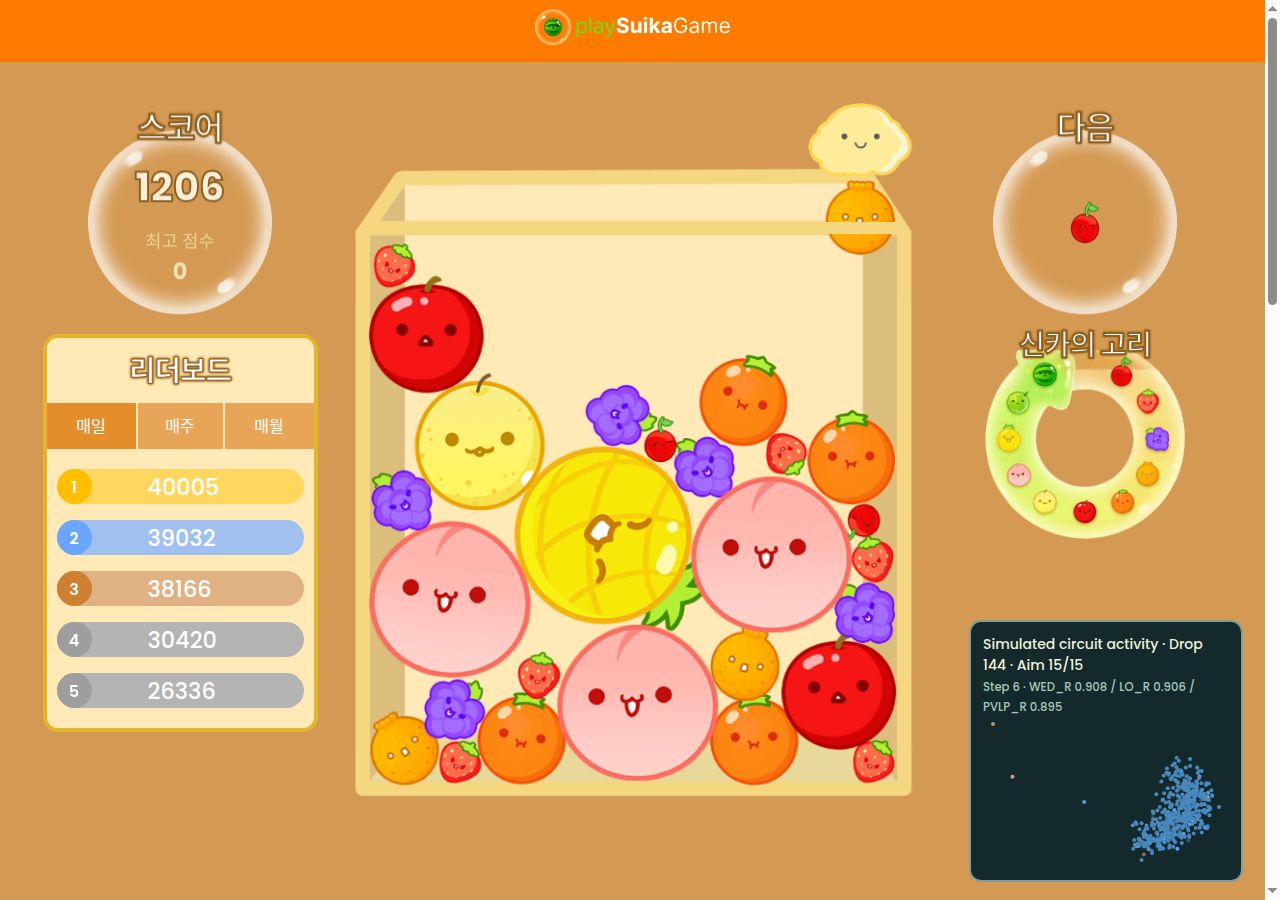 playSuikaGame
스코어
1206
최고 점수
0
리더보드
매일 매주 매월
1 40005
2 39032
3 38166
4 30420
5 26336
다음
신카의 고리
Simulated circuit activity · Drop
144 · Aim 15/15
Step 6 · WED_R 0.908 / LO_R 0.906 /
PVLP_R 0.895